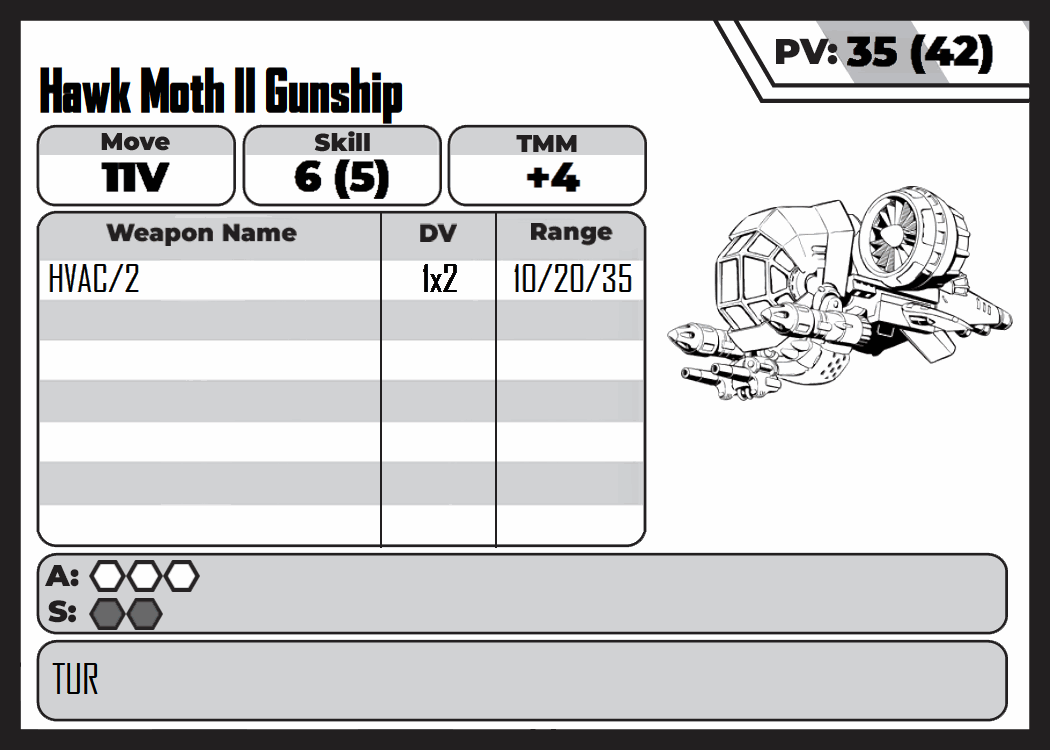 PV: 35 (42)
Hawk Moth II Gunship
Move Skill TMM
11V 6 (5) +4
Weapon Name DV Range
HVAC/2 1x2 10/20/35
A:
S:
TUR